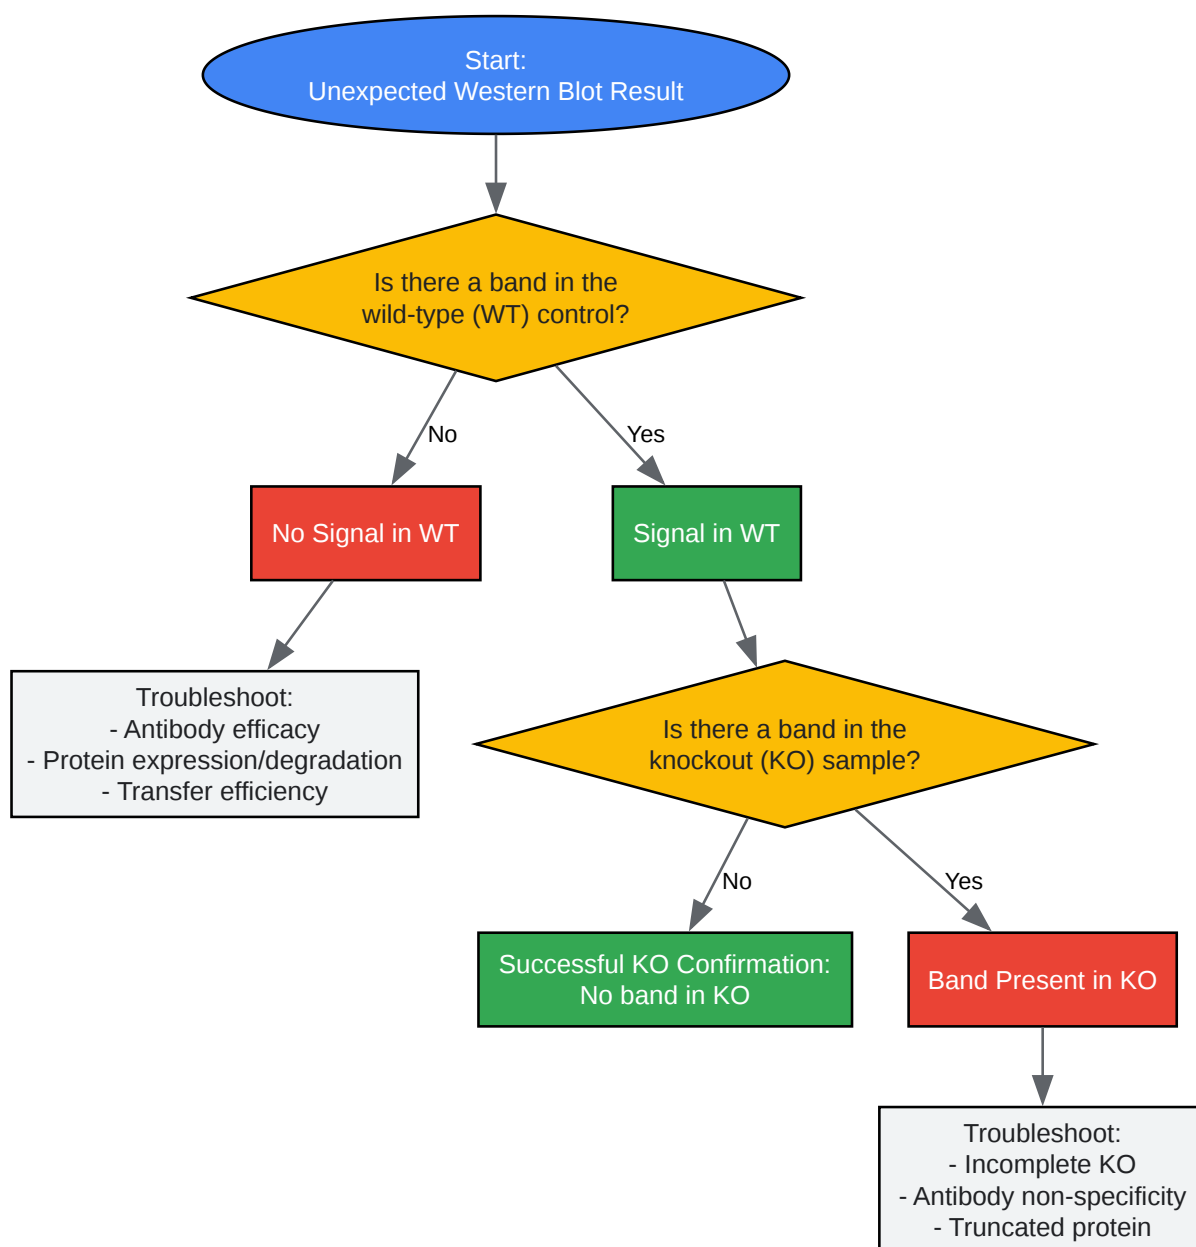 Start:
Unexpected Western Blot Result
Is there a band in the
wild-type (WT) control?
No
Yes
No Signal in WT
Signal in WT
Troubleshoot:
- Antibody efficacy
- Protein expression/degradation
- Transfer efficiency
Is there a band in the
knockout (KO) sample?
No
Yes
Successful KO Confirmation:
No band in KO
Band Present in KO
Troubleshoot:
- Incomplete KO
- Antibody non-specificity
- Truncated protein